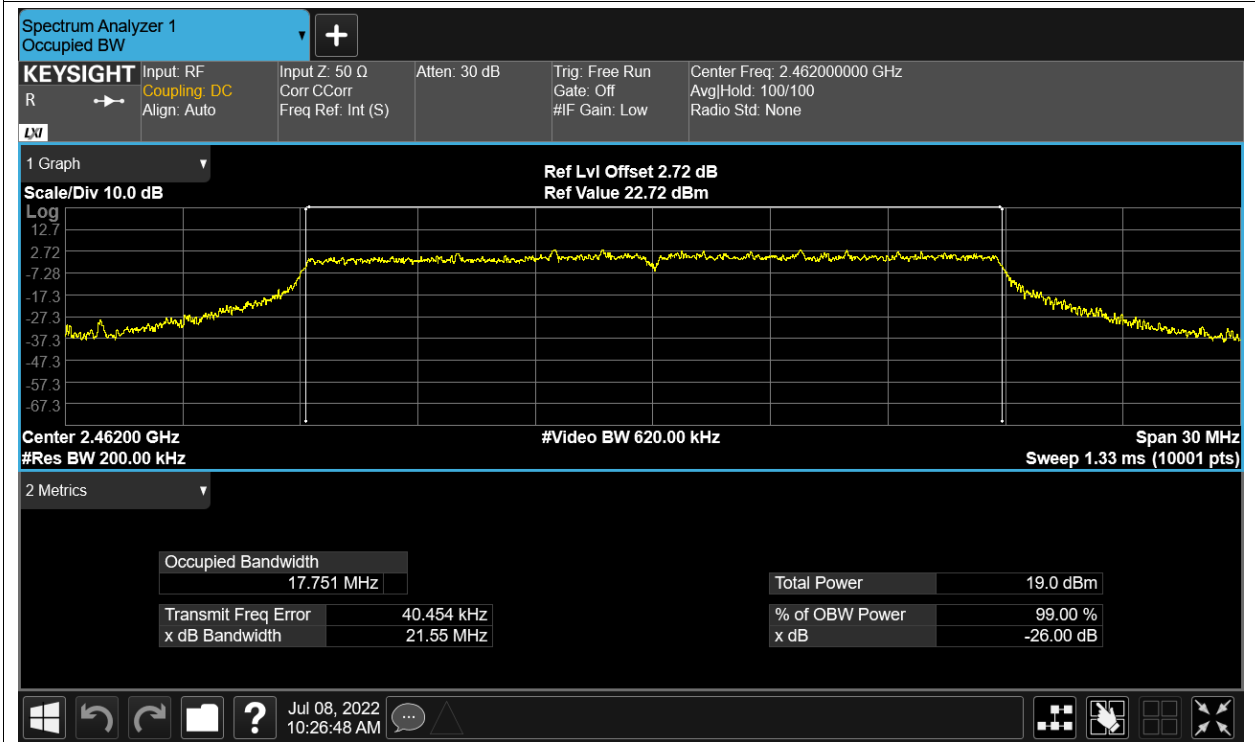 Spectrum Analyzer 1
Occupied BW
KEYSIGHT
R
LXI
Input: RF
Coupling: DC
Align: Auto
Input Z: 50 Ω
Corr CCorr
Freq Ref: Int (S)
Atten: 30 dB
Trig: Free Run
Gate: Off
#IF Gain: Low
Center Freq: 2.462000000 GHz
Avg|Hold: 100/100
Radio Std: None
1 Graph
Scale/Div 10.0 dB
Ref Lvl Offset 2.72 dB
Ref Value 22.72 dBm
Log
12.7
2.72
-7.28
-17.3
-27.3
-37.3
-47.3
-57.3
-67.3
Center 2.46200 GHz
#Res BW 200.00 kHz
#Video BW 620.00 kHz
Span 30 MHz
Sweep 1.33 ms (10001 pts)
2 Metrics
Occupied Bandwidth
17.751 MHz
Transmit Freq Error 40.454 kHz
x dB Bandwidth 21.55 MHz
Total Power 19.0 dBm
% of OBW Power 99.00 %
x dB -26.00 dB
?
Jul 08, 2022
10:26:48 AM